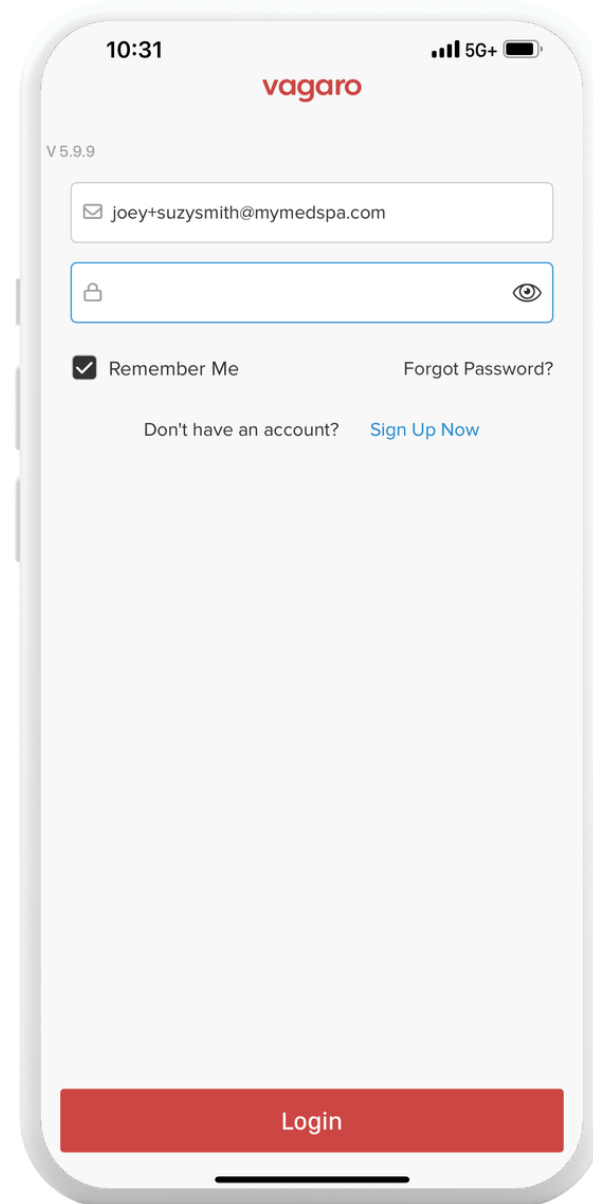 10:31 5G+
vagaro
V 5.9.9
joey+suzysmith@mymedspa.com
Remember Me Forgot Password?
Don't have an account? Sign Up Now
Login